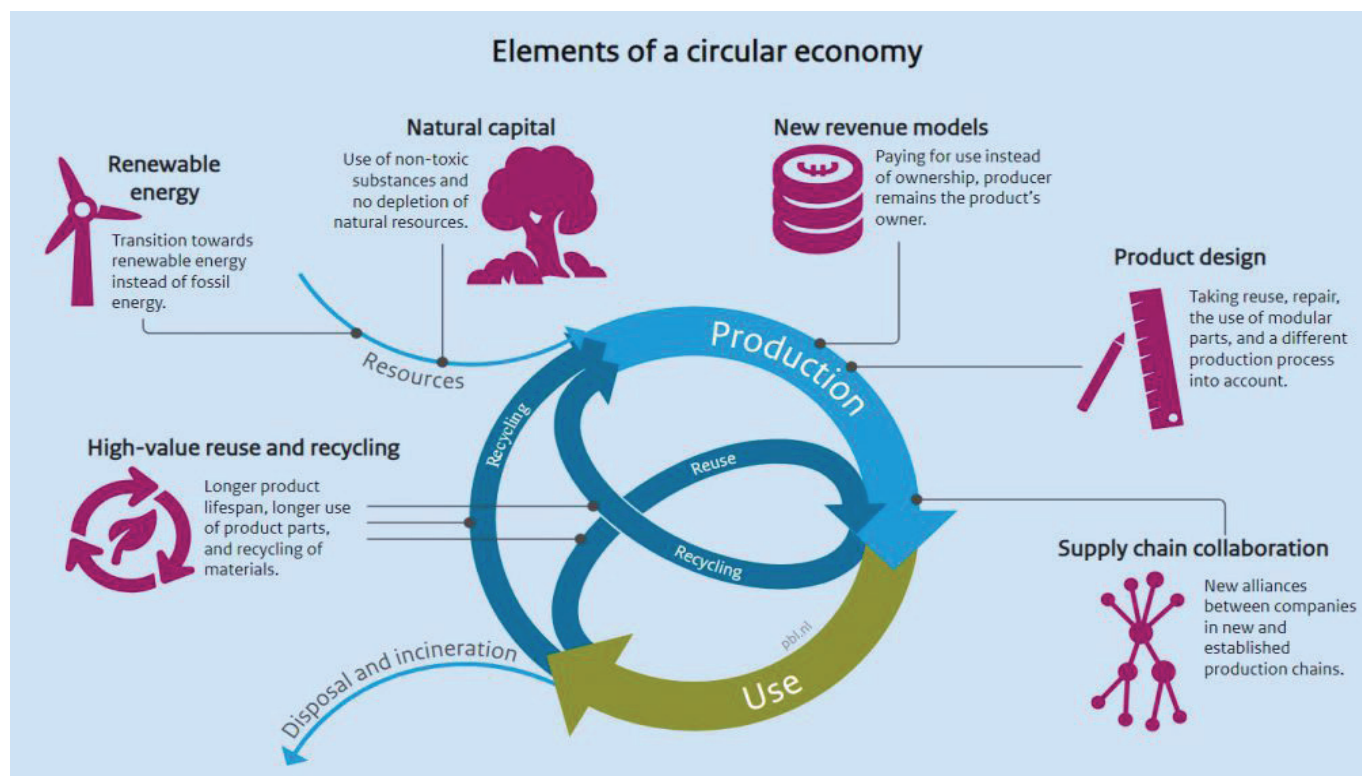 Elements of a circular economy
Renewable
energy
Transition towards
renewable energy
instead of fossil
energy.
Natural capital
Use of non-toxic
substances and
no depletion of
natural resources.
New revenue models
Paying for use instead
of ownership, producer
remains the product's
owner.
Product design
Taking reuse, repair,
the use of modular
parts, and a different
production process
into account.
Resources
Production
Recycling
Reuse
Recycling
High-value reuse and recycling
Longer product
lifespan, longer use
of product parts,
and recycling of
materials.
Supply chain collaboration
New alliances
between companies
in new and
established
production chains.
pbl.nl
Use
Disposal and incineration